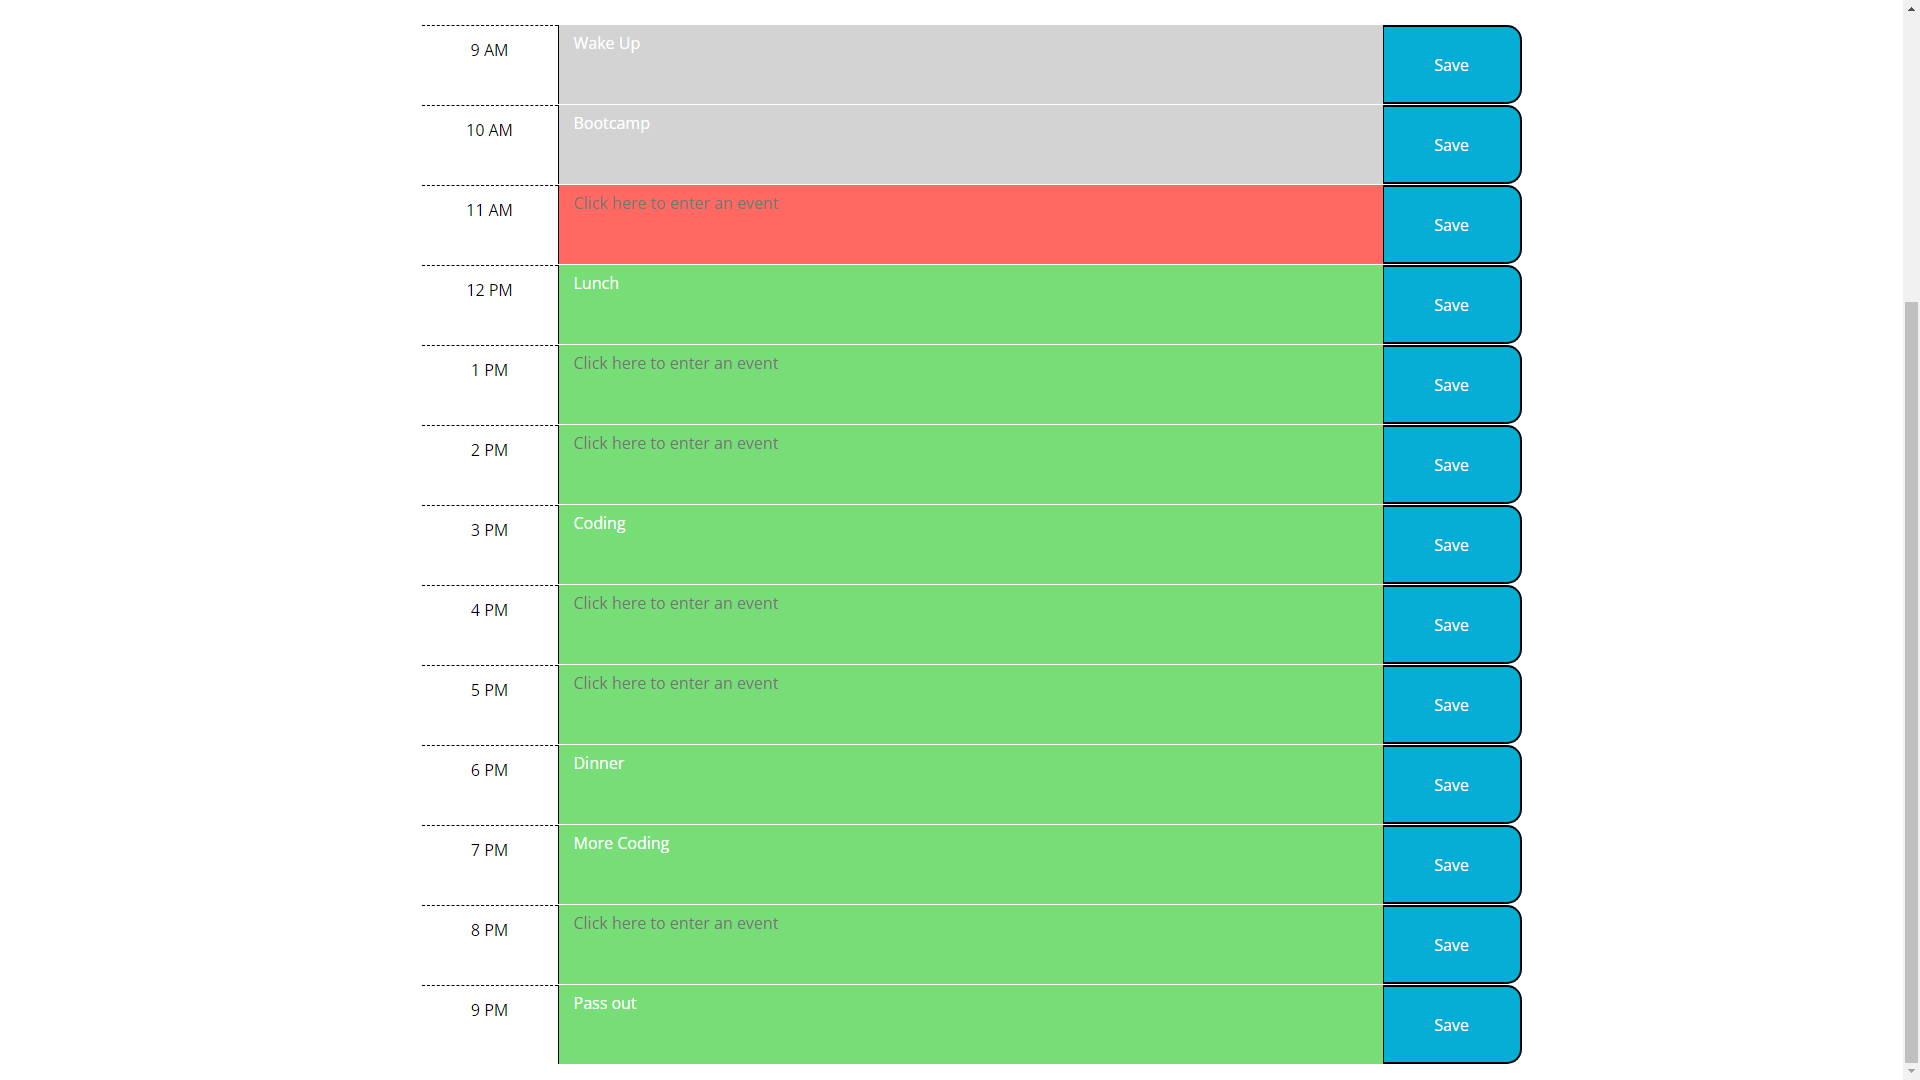 9 AM Wake Up Save
10 AM Bootcamp Save
11 AM Click here to enter an event Save
12 PM Lunch Save
1 PM Click here to enter an event Save
2 PM Click here to enter an event Save
3 PM Coding Save
4 PM Click here to enter an event Save
5 PM Click here to enter an event Save
6 PM Dinner Save
7 PM More Coding Save
8 PM Click here to enter an event Save
9 PM Pass out Save